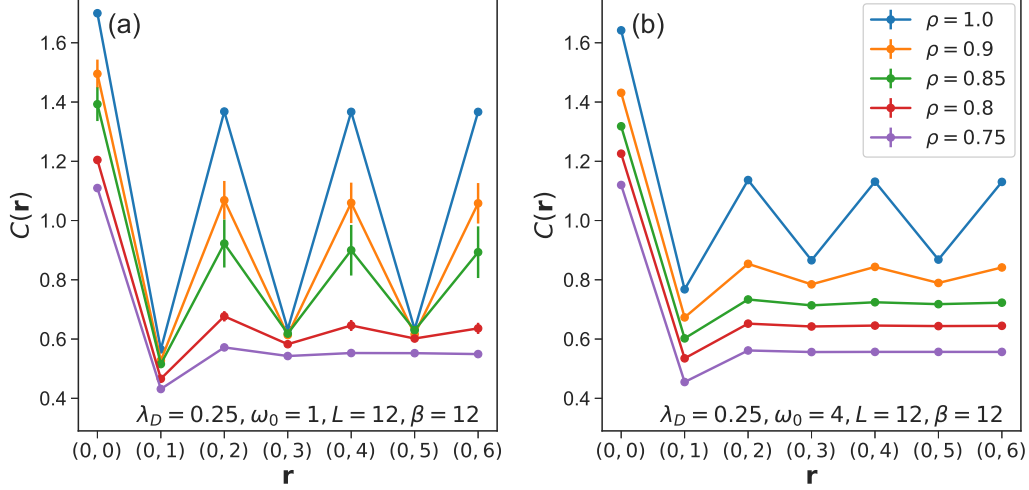 (a)
C(r)
1.6
1.4
1.2
1.0
0.8
0.6
0.4
λ_D = 0.25, ω_0 = 1, L = 12, β = 12
(0, 0) (0, 1) (0, 2) (0, 3) (0, 4) (0, 5) (0, 6)
r
(b)
C(r)
1.6
1.4
1.2
1.0
0.8
0.6
0.4
ρ = 1.0
ρ = 0.9
ρ = 0.85
ρ = 0.8
ρ = 0.75
λ_D = 0.25, ω_0 = 4, L = 12, β = 12
(0, 0) (0, 1) (0, 2) (0, 3) (0, 4) (0, 5) (0, 6)
r